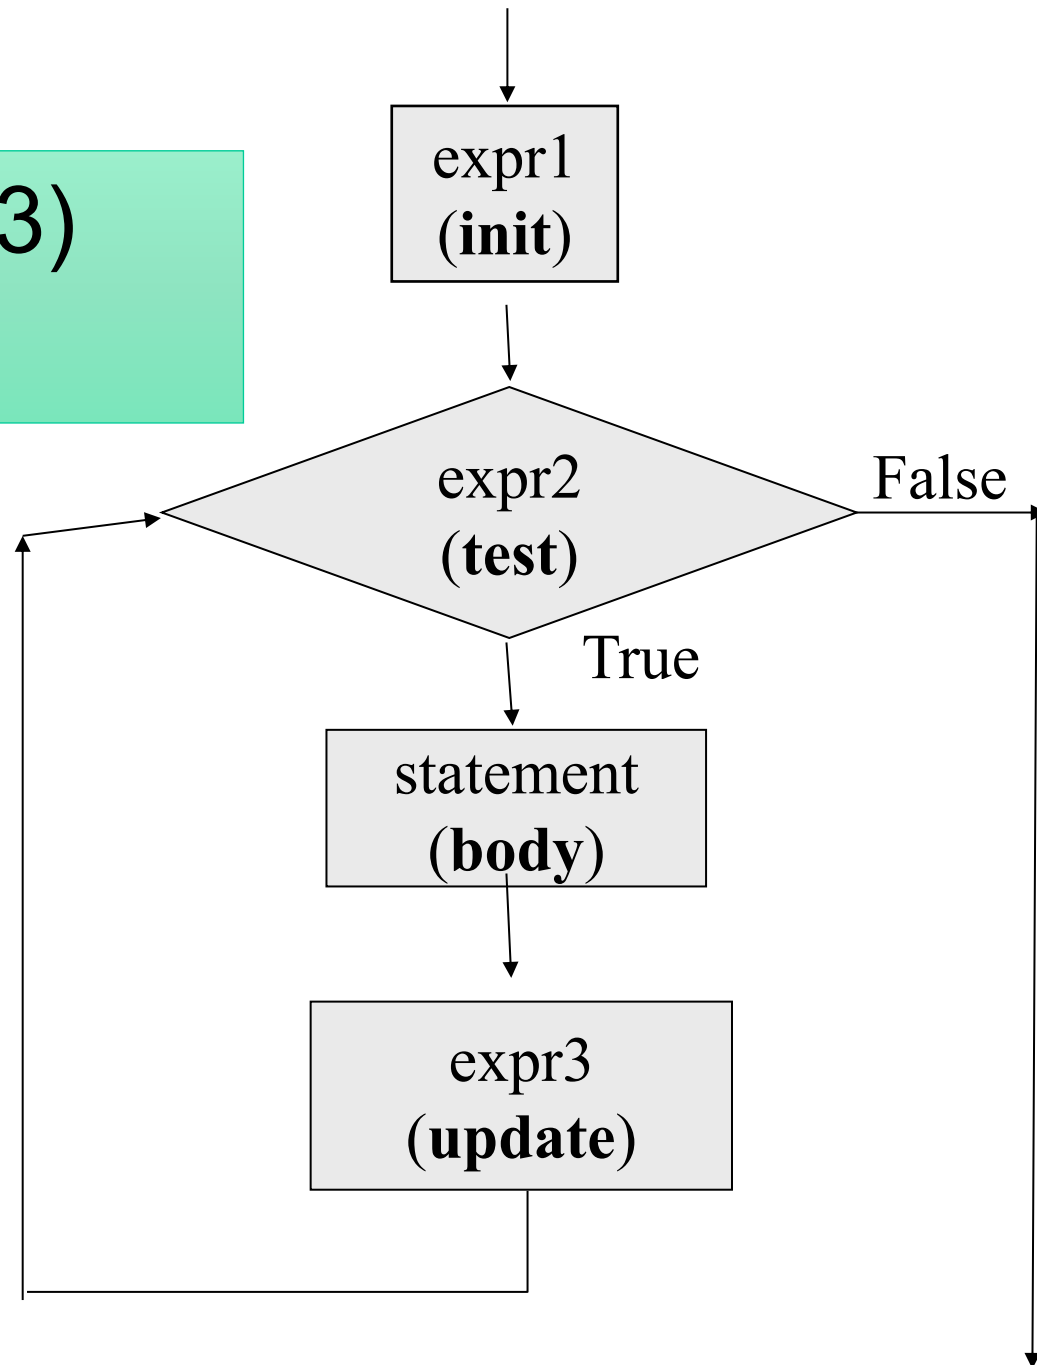 3)
expr1
(init)
expr2
(test)
False
True
statement
(body)
expr3
(update)